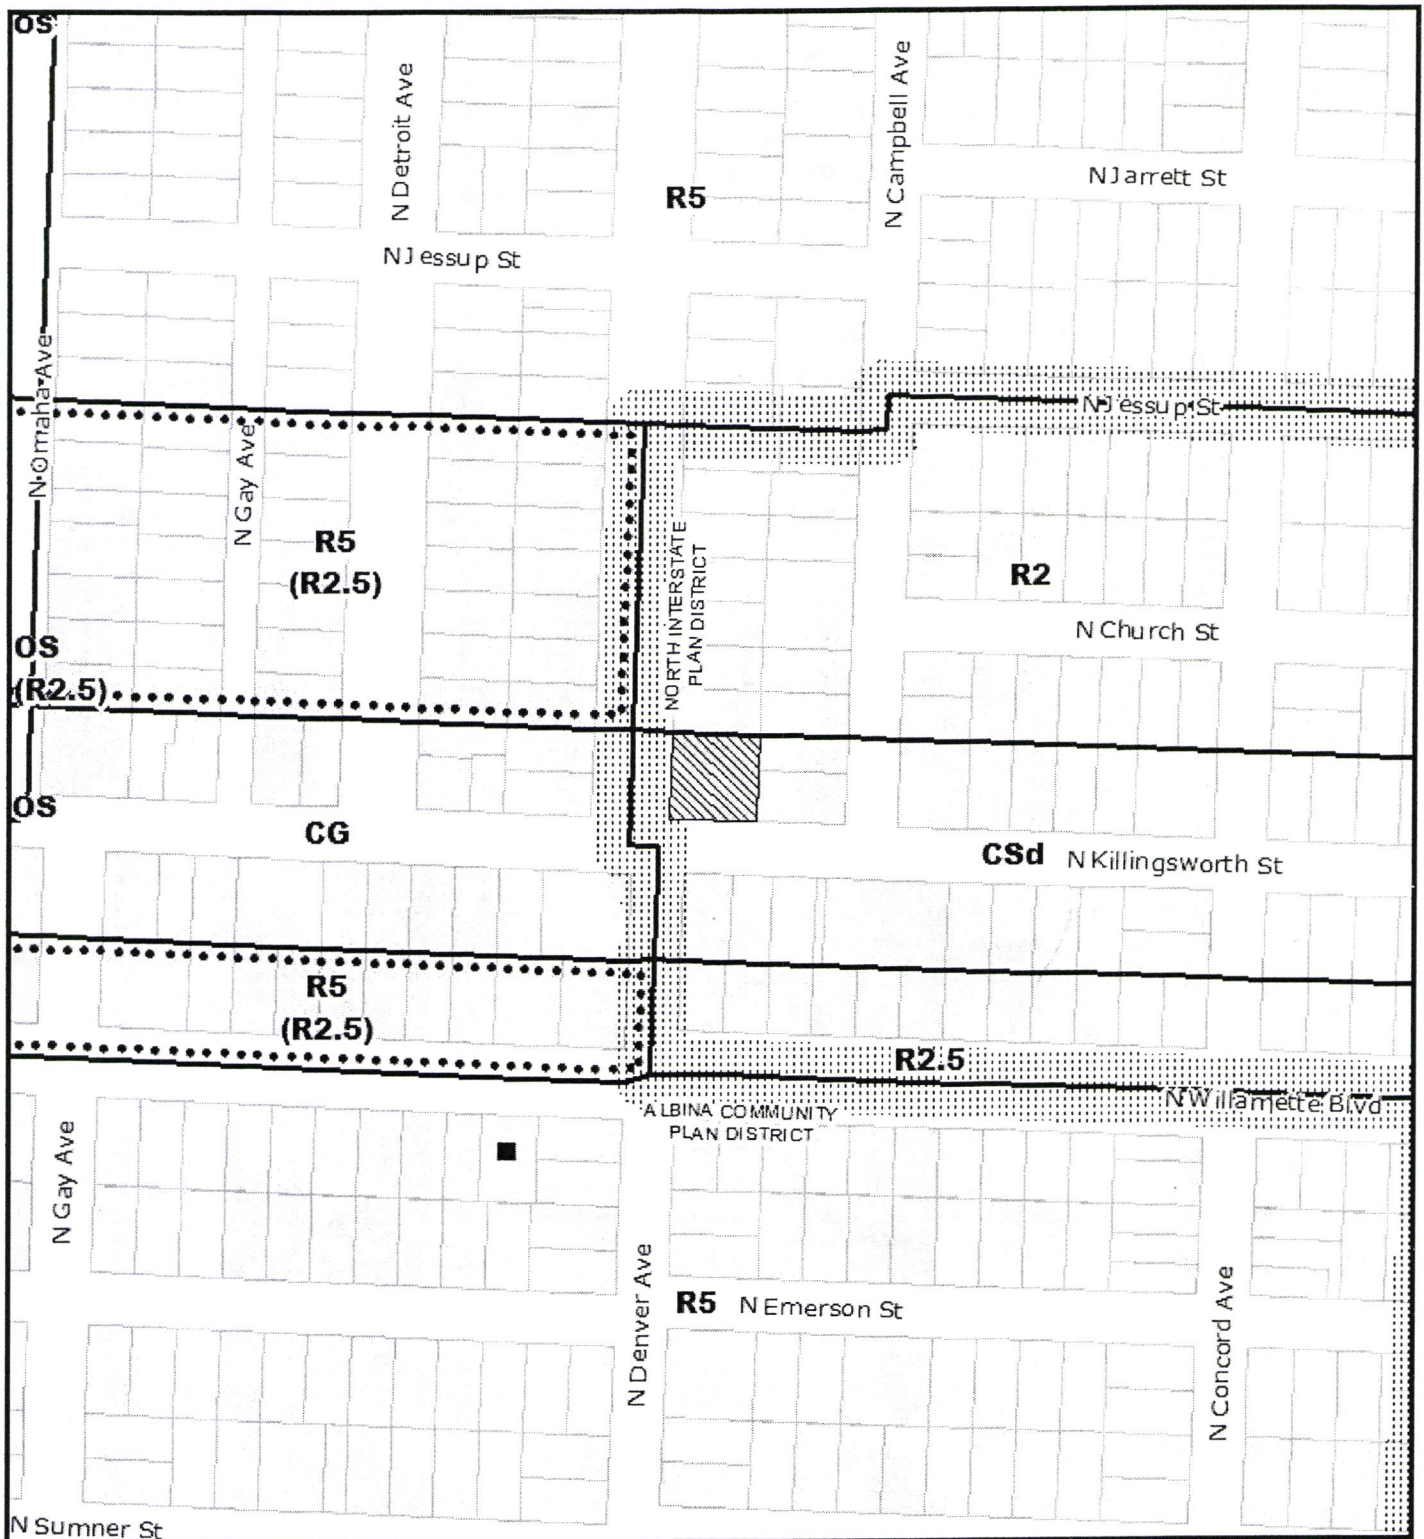 OS
N Detroit Ave
N Campbell Ave
N Jarrett St
R5
N Jessup St
N Omaha Ave
N Jessup St
N Gay Ave
R5
(R2.5)
NORTH INTERSTATE
PLAN DISTRICT
R2
N Church St
OS
(R2.5)
OS
CG
CSd
N Killingsworth St
R5
(R2.5)
R2.5
N Willamette Blvd
ALBINA COMMUNITY
PLAN DISTRICT
N Gay Ave
N Denver Ave
R5
N Emerson St
N Concord Ave
N Sumner St